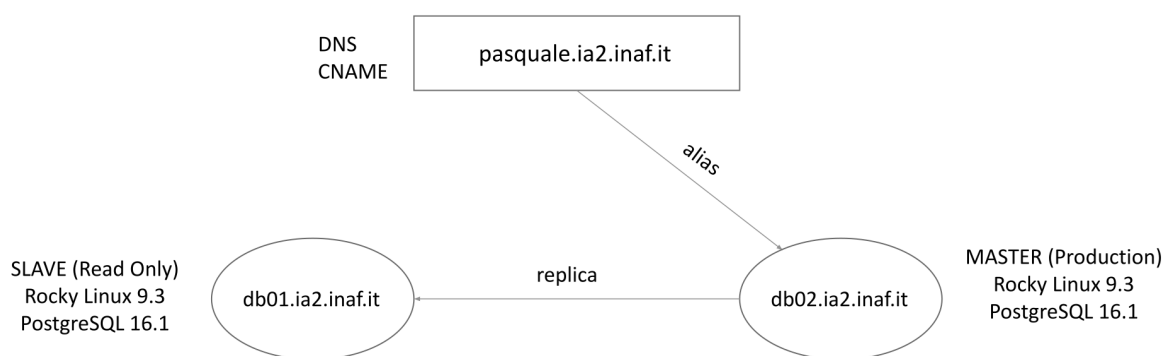 DNS
CNAME
pasquale.ia2.inaf.it
alias
SLAVE (Read Only)
Rocky Linux 9.3
PostgreSQL 16.1
db01.ia2.inaf.it
replica
db02.ia2.inaf.it
MASTER (Production)
Rocky Linux 9.3
PostgreSQL 16.1